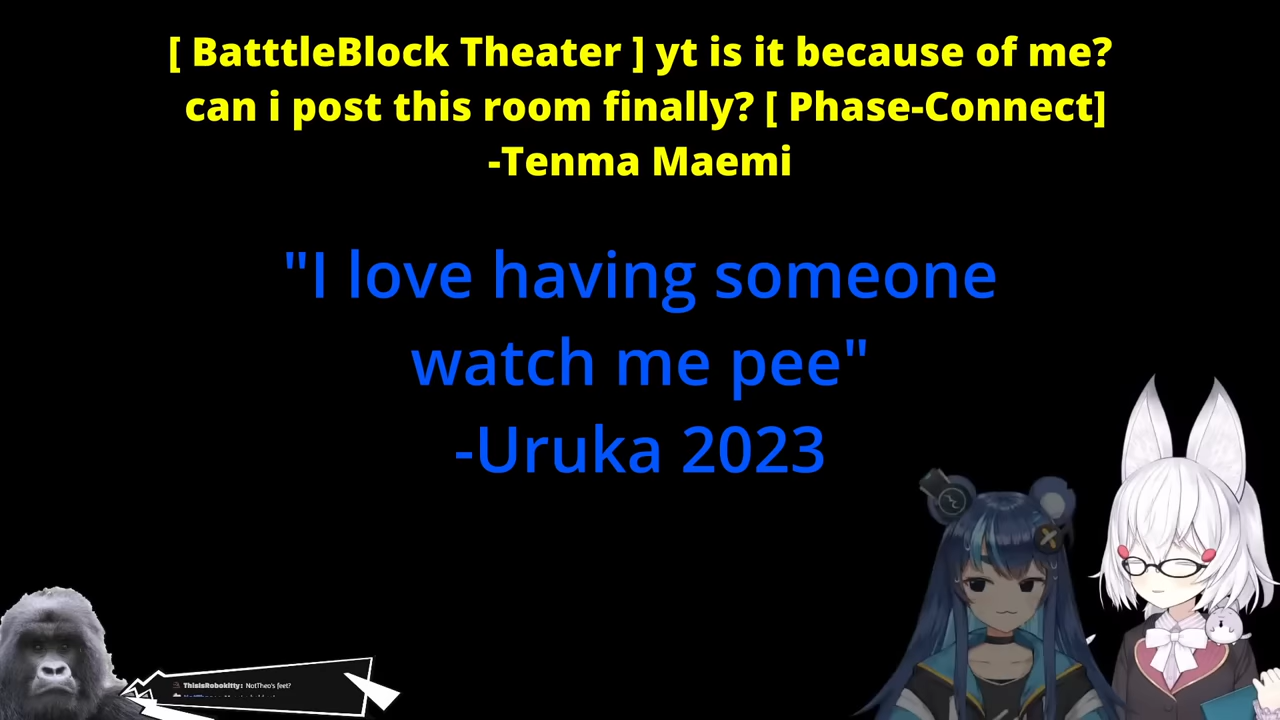 [ BatttleBlock Theater ] yt is it because of me?
can i post this room finally? [ Phase-Connect]
-Tenma Maemi
"I love having someone
watch me pee"
-Uruka 2023
ThisIsRobokitty: NotTheo's feet?